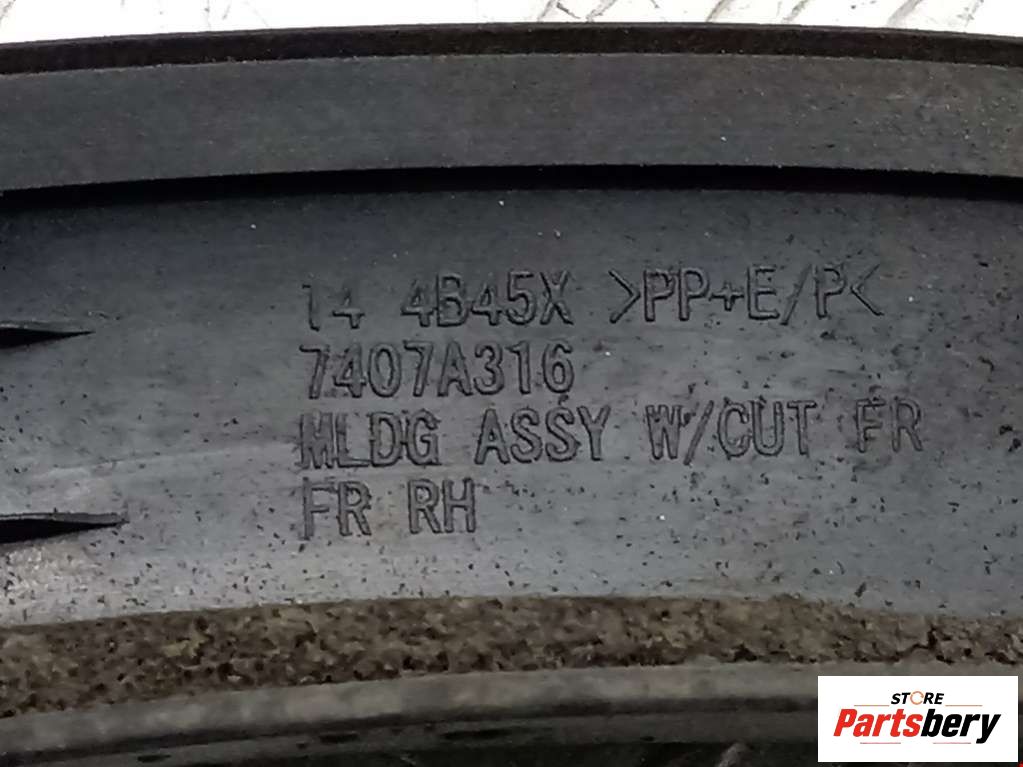 14 4B45X >PP+E/P<
7407A316
MLDG ASSY W/CUT FR
FR RH
STORE
Partsbery